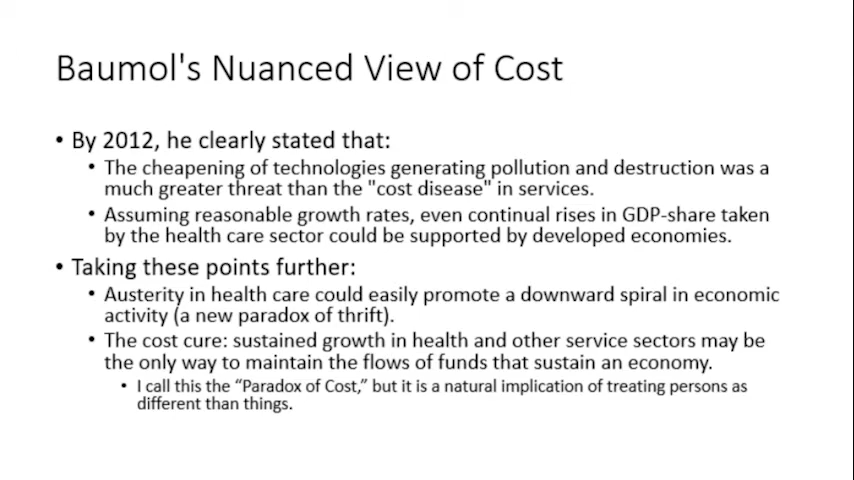 Baumol's Nuanced View of Cost
• By 2012, he clearly stated that:
• The cheapening of technologies generating pollution and destruction was a
much greater threat than the "cost disease" in services.
• Assuming reasonable growth rates, even continual rises in GDP-share taken
by the health care sector could be supported by developed economies.
• Taking these points further:
• Austerity in health care could easily promote a downward spiral in economic
activity (a new paradox of thrift).
• The cost cure: sustained growth in health and other service sectors may be
the only way to maintain the flows of funds that sustain an economy.
• I call this the “Paradox of Cost,” but it is a natural implication of treating persons as
different than things.